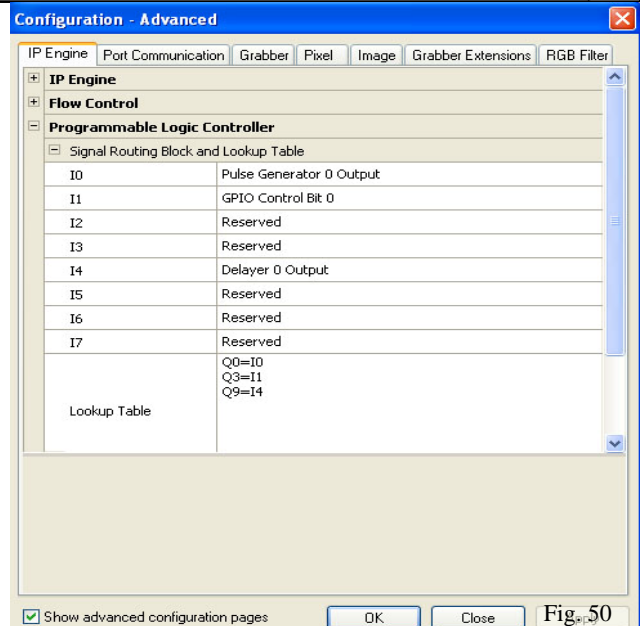 Configuration - Advanced
IP Engine Port Communication Grabber Pixel Image Grabber Extensions RGB Filter
IP Engine
Flow Control
Programmable Logic Controller
Signal Routing Block and Lookup Table
I0 Pulse Generator 0 Output
I1 GPIO Control Bit 0
I2 Reserved
I3 Reserved
I4 Delayer 0 Output
I5 Reserved
I6 Reserved
I7 Reserved
Q0=I0
Q3=I1
Q9=I4
Lookup Table
Show advanced configuration pages OK Close Fig. 50